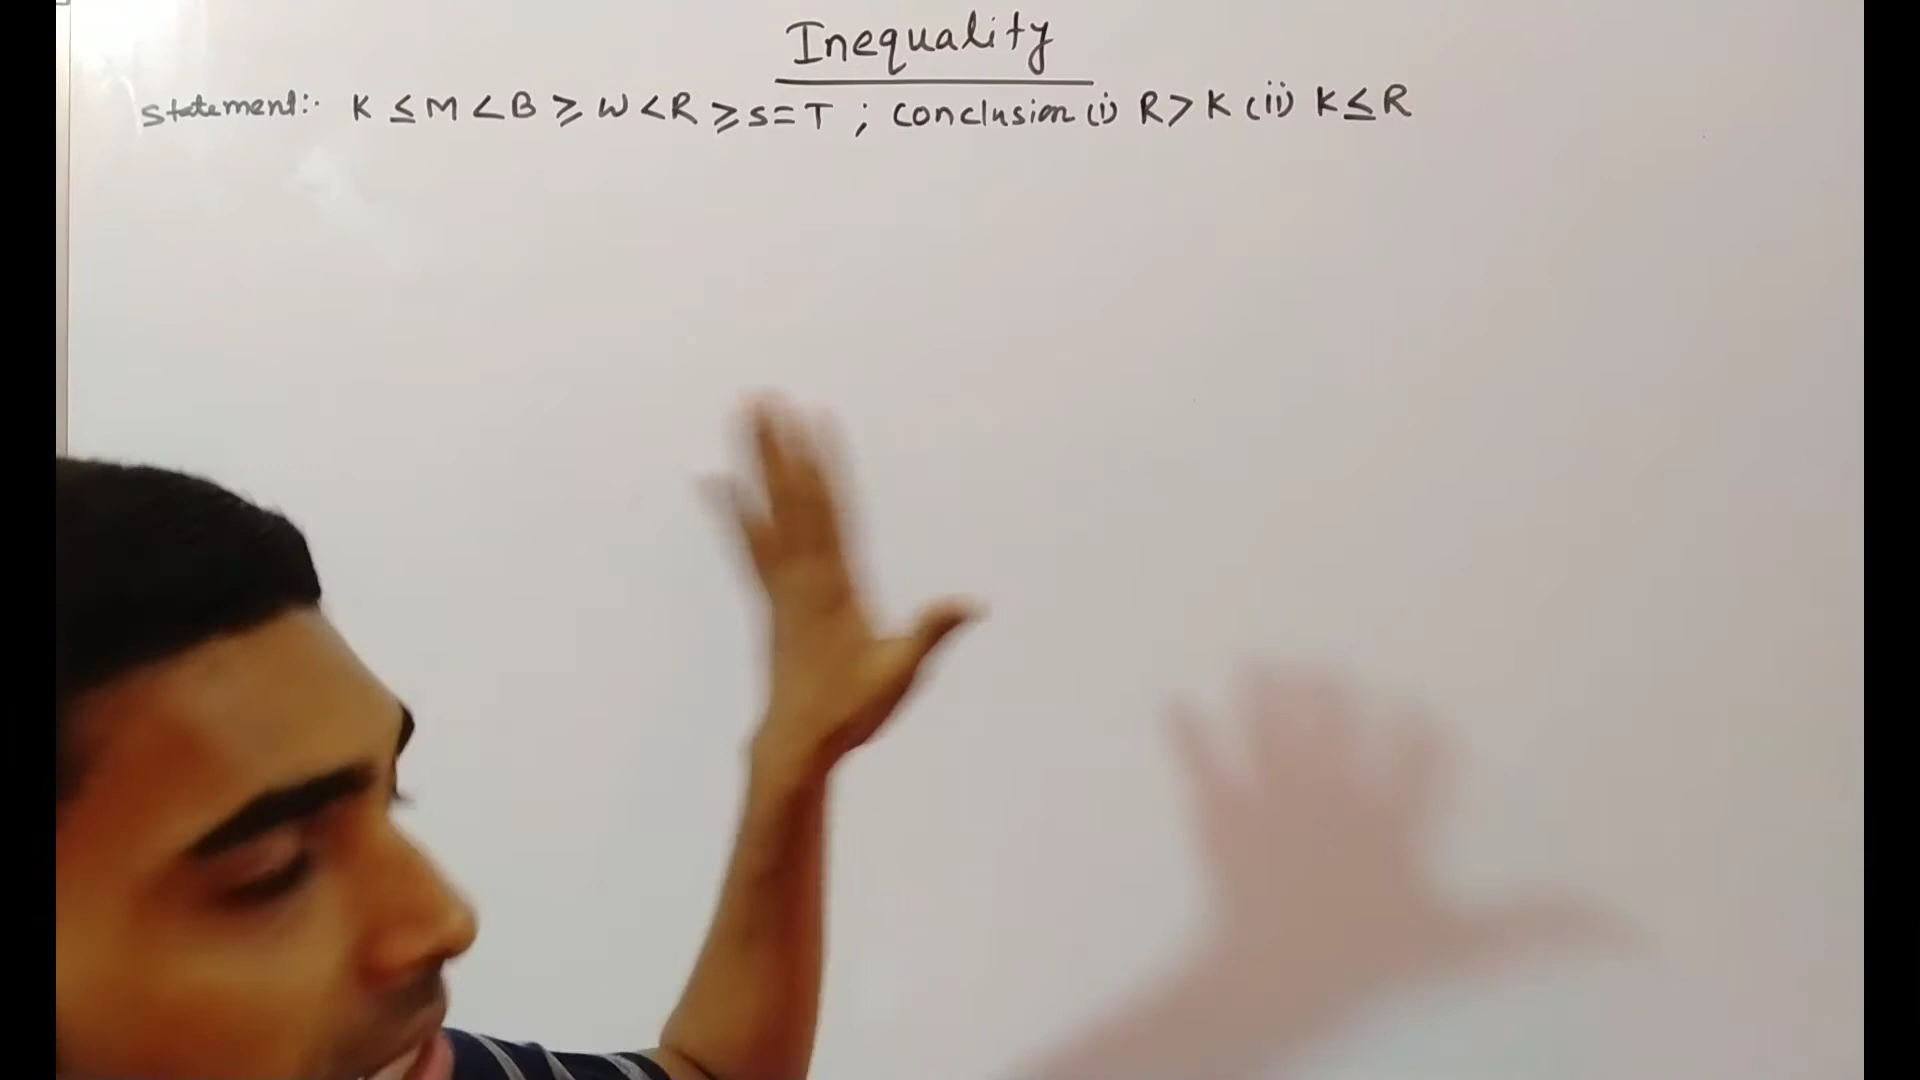 Inequality
Statement:- K ≤ M < B ≥ W < R ≥ S = T ; Conclusion (i) R > K (ii) K ≤ R